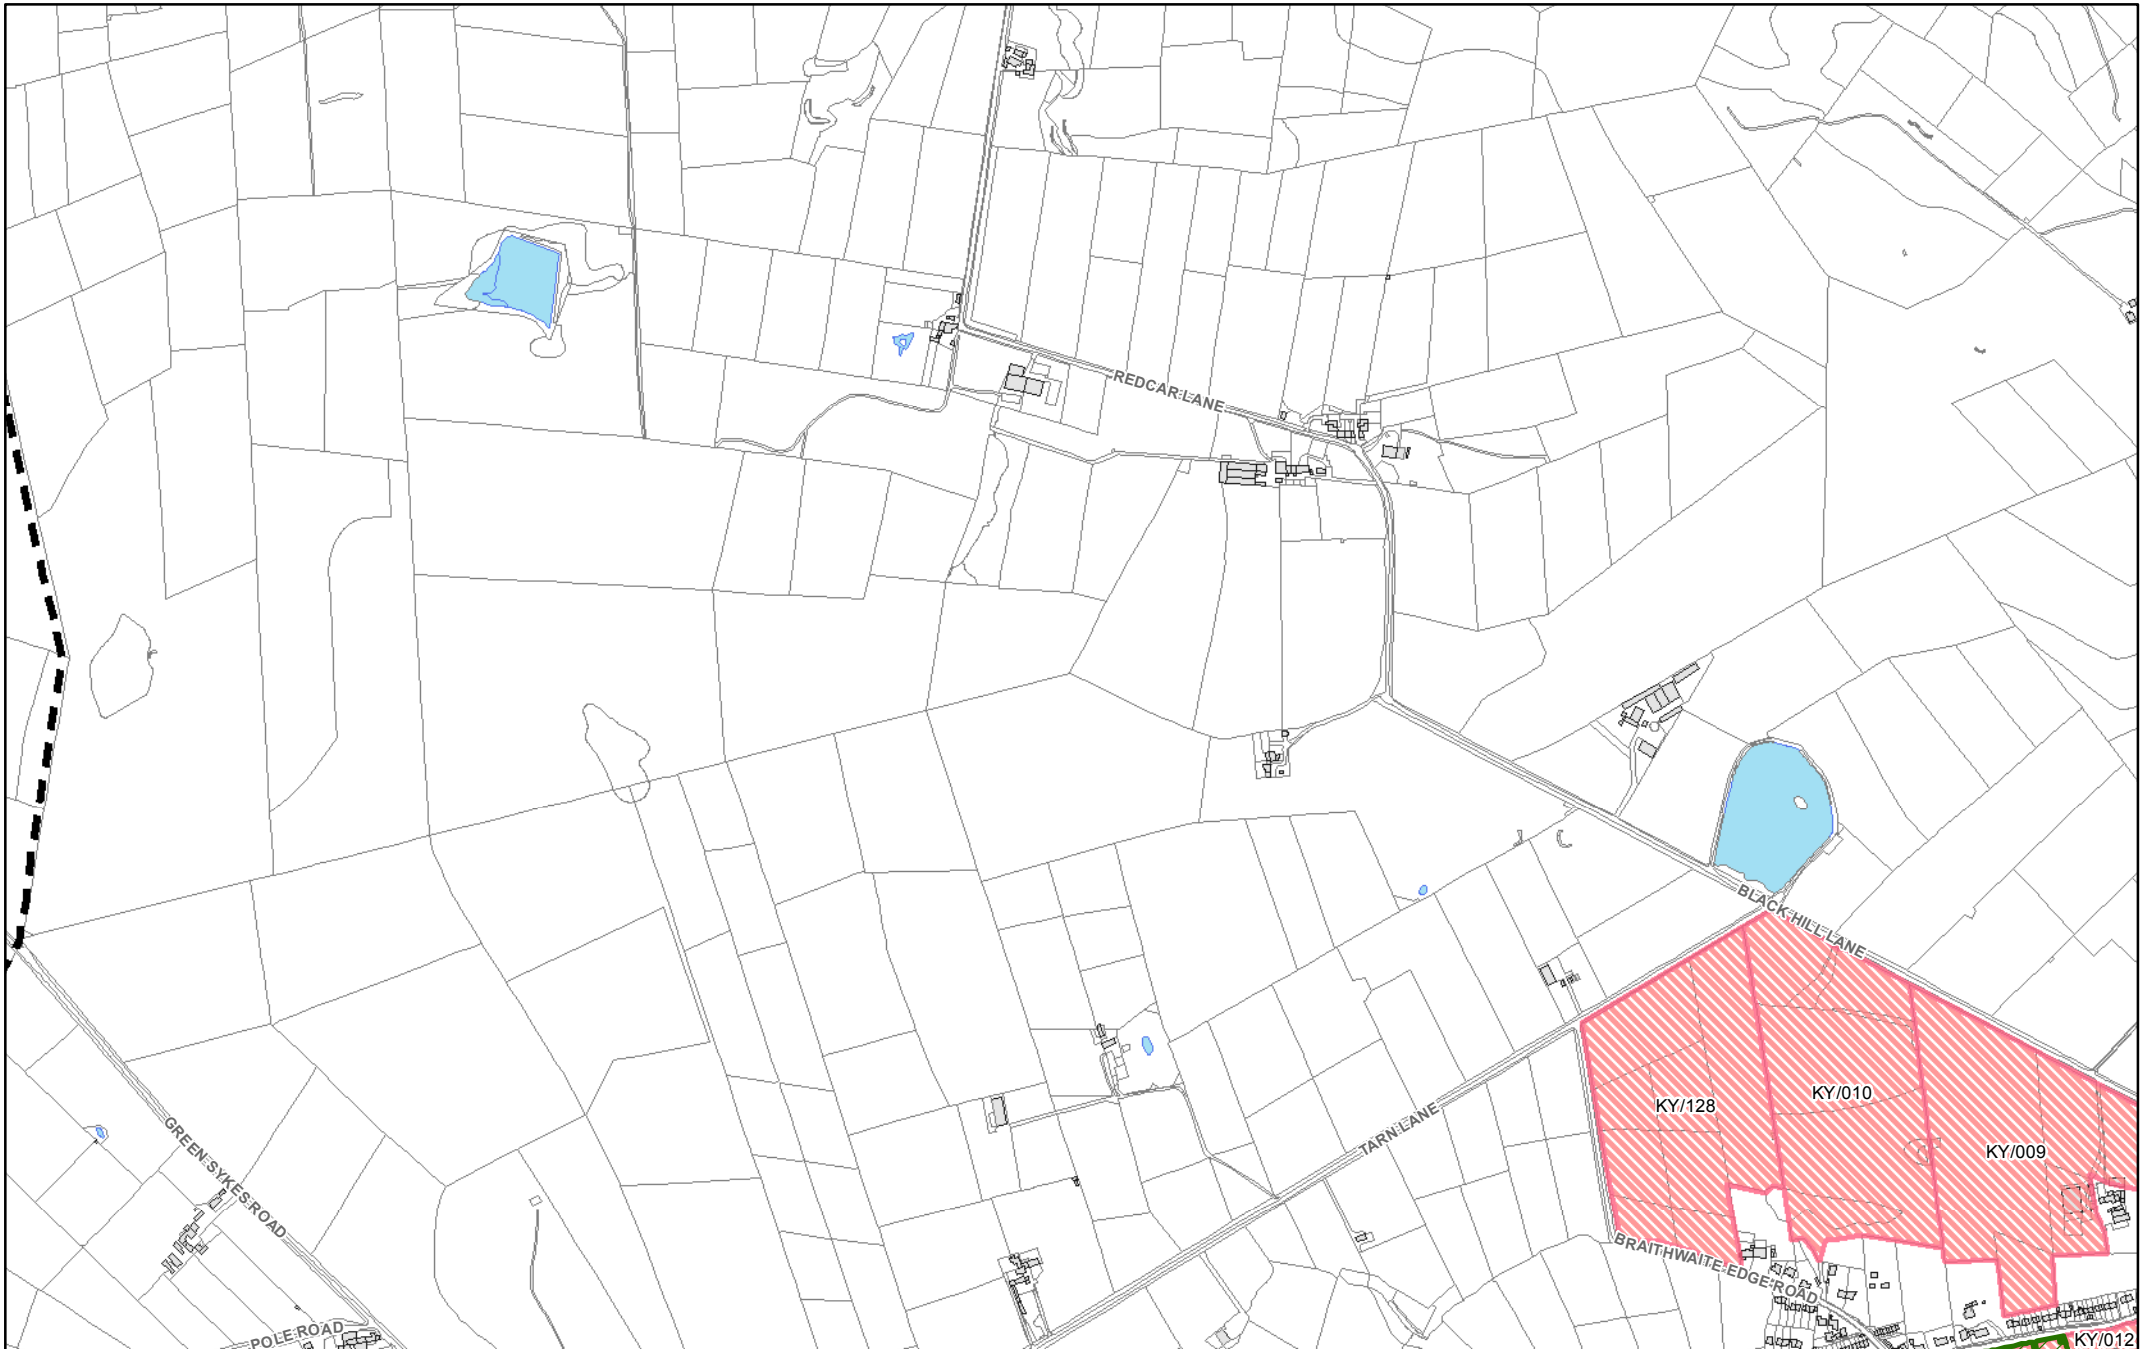 REDCAR LANE
BLACK HILL LANE
KY/010
KY/128
TARN LANE
KY/009
GREEN SYKES ROAD
BRAITHWAITE EDGE ROAD
POLE ROAD
KY/012